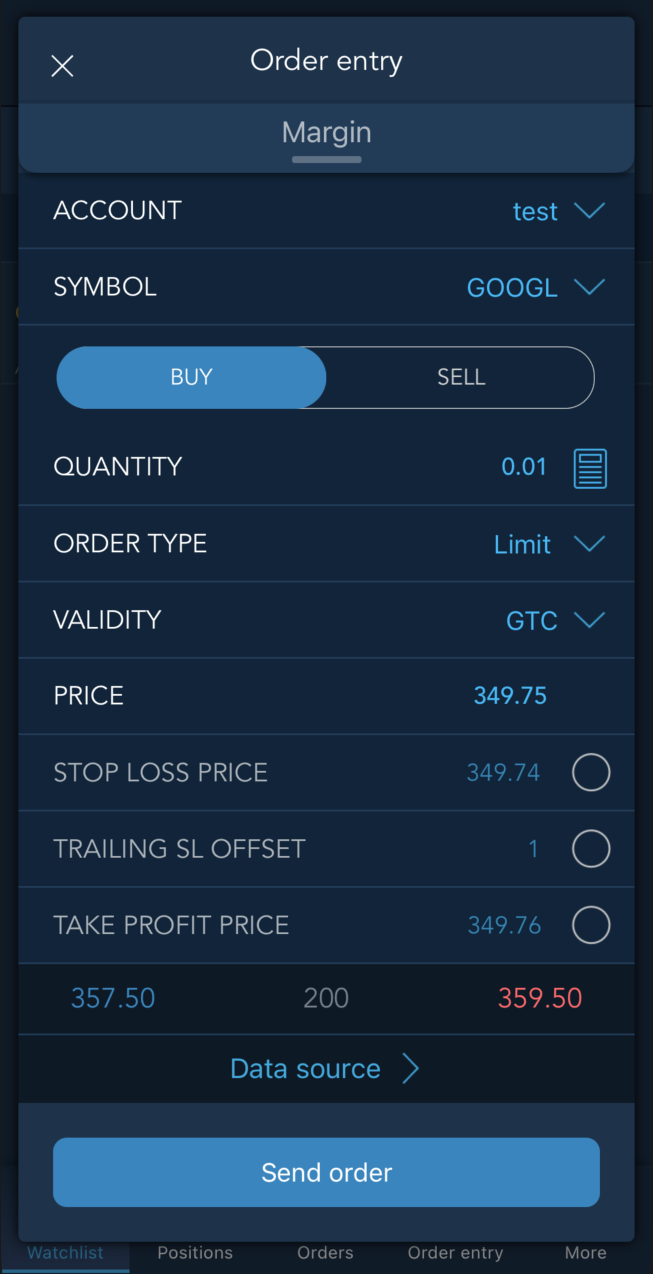 Order entry
Margin
ACCOUNT test
SYMBOL GOOGL
BUY SELL
QUANTITY 0.01
ORDER TYPE Limit
VALIDITY GTC
PRICE 349.75
STOP LOSS PRICE 349.74
TRAILING SL OFFSET 1
TAKE PROFIT PRICE 349.76
357.50 200 359.50
Data source
Send order
Watchlist Positions Orders Order entry More